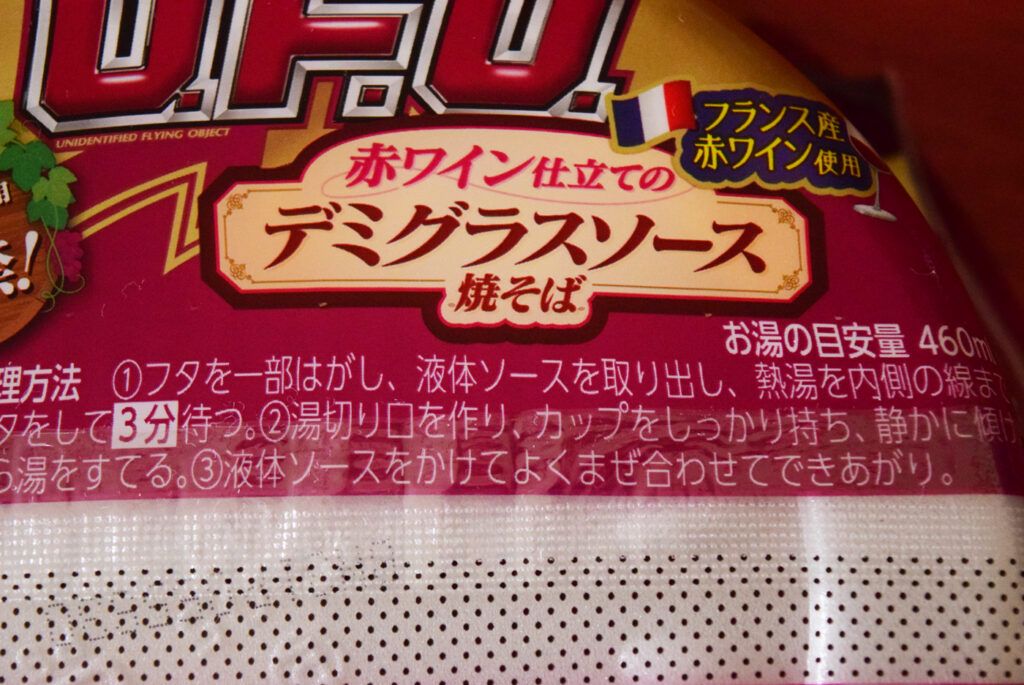 U.F.O.
UNIDENTIFIED FLYING OBJECT
フランス産
赤ワイン使用
赤ワイン仕立ての
デミグラスソース
焼そば
お湯の目安量 460ml
理方法 ①フタを一部はがし、液体ソースを取り出し、熱湯を内側の線まで
タをして3分待つ。②湯切り口を作り、カップをしっかり持ち、静かに傾け
ら湯をすてる。③液体ソースをかけてよくまぜ合わせてできあがり。